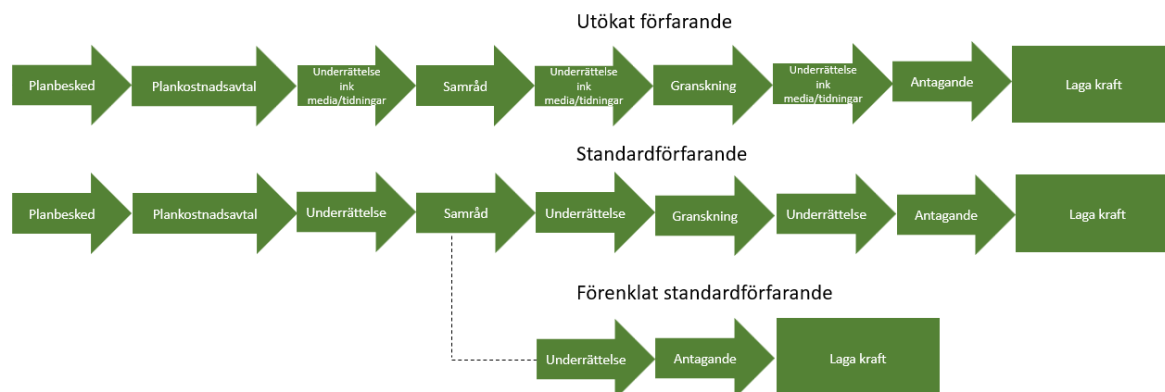 Utökat förfarande
Planbesked
Plankostnadsavtal
Underrättelse
ink
media/tidningar
Samråd
Underrättelse
ink
media/tidningar
Granskning
Underrättelse
ink
media/tidningar
Antagande
Laga kraft
Standardförfarande
Planbesked
Plankostnadsavtal
Underrättelse
Samråd
Underrättelse
Granskning
Underrättelse
Antagande
Laga kraft
Förenklat standardförfarande
Underrättelse
Antagande
Laga kraft